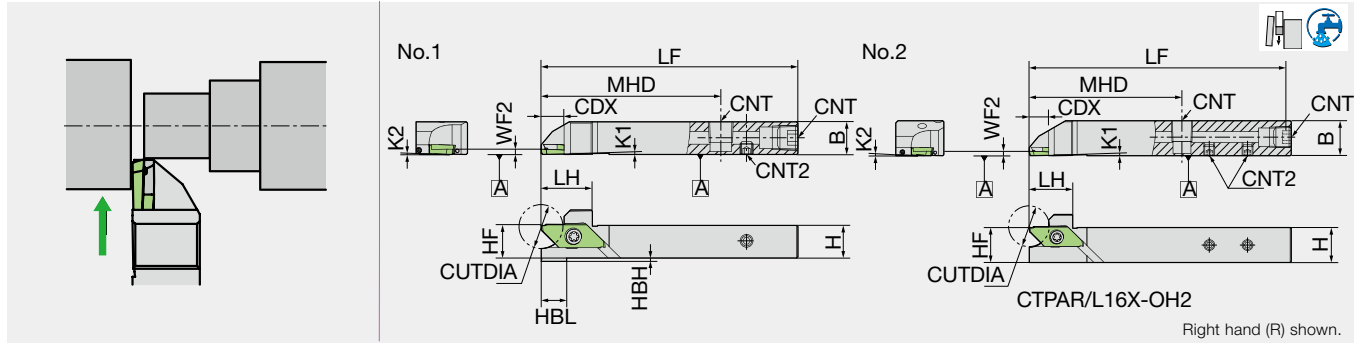 No.1
LF
MHD
CDX
CNT
CNT
WF2
K2
K1
B
A
A
CNT2
LH
HF
H
CUTDIA
HBH
HBL
No.2
LF
MHD
CDX
CNT
CNT
WF2
K2
K1
B
A
A
CNT2
LH
HF
H
CUTDIA
CTPAR/L16X-OH2
Right hand (R) shown.